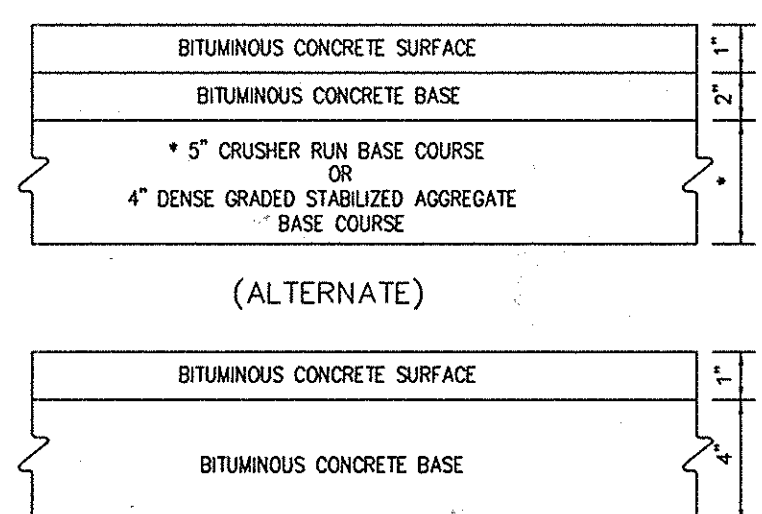 BITUMINOUS CONCRETE SURFACE
1"
BITUMINOUS CONCRETE BASE
2"
* 5" CRUSHER RUN BASE COURSE
OR
4" DENSE GRADED STABILIZED AGGREGATE
BASE COURSE
*
(ALTERNATE)
BITUMINOUS CONCRETE SURFACE
1"
BITUMINOUS CONCRETE BASE
4"